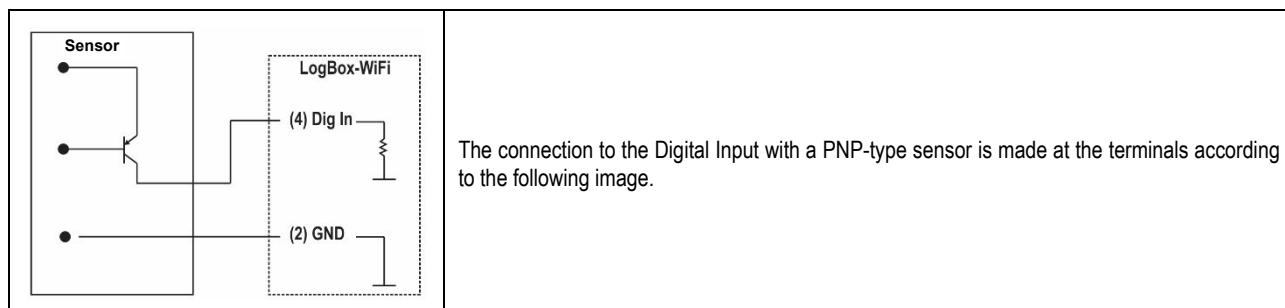 Sensor
LogBox-WiFi
(4) Dig In
(2) GND
The connection to the Digital Input with a PNP-type sensor is made at the terminals according
to the following image.